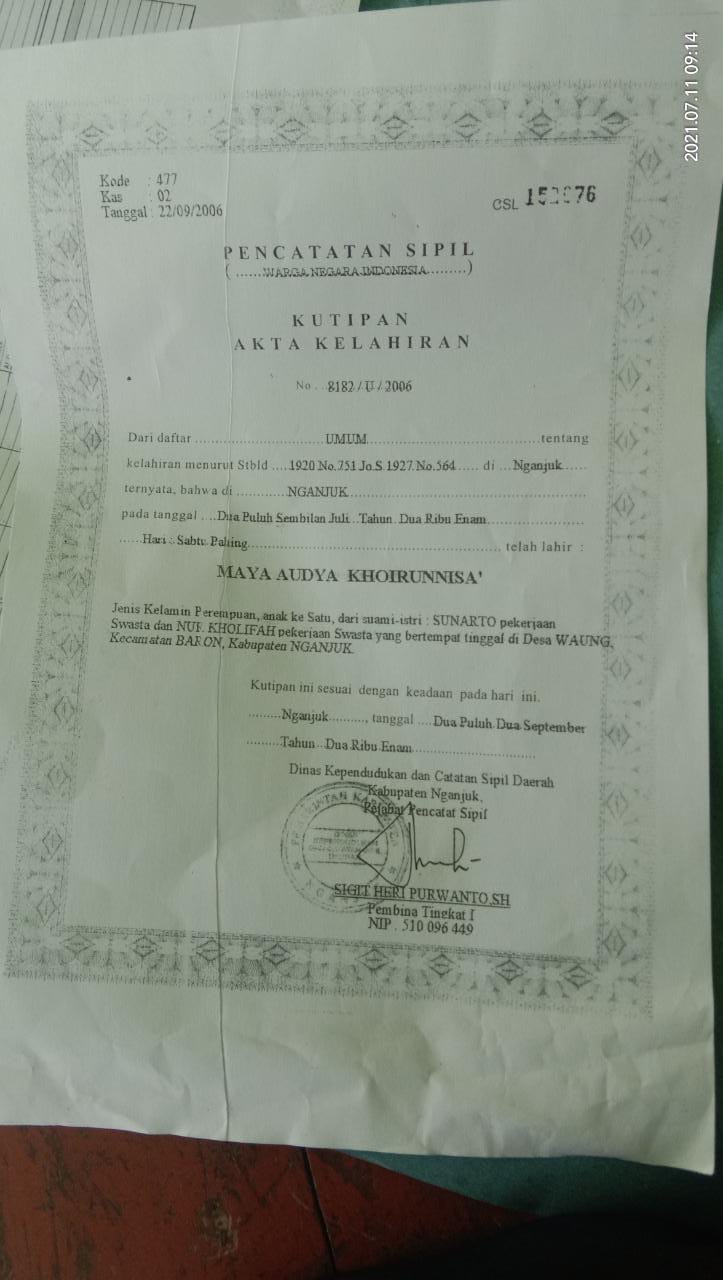 2021.07.11 09:14
Kode : 477
Kas : 02
Tanggal : 22/09/2006
CSL
PENCATATAN SIPIL
(......WARGA NEGARA INDONESIA.........)
KUTIPAN
AKTA KELAHIRAN
No. 8182/U/2006
Dari daftar ............UMUM............tentang
kelahiran menurut Stbld ....1920 No.751 Jo.S 1927.No.564..... di ...Nganjuk......
ternyata, bahwa di ...........NGANJUK............
pada tanggal ....Dua Puluh Sembilan Juli...Tahun..Dua Ribu Enam............
......Hari : Sabtu Pahing............ telah lahir :
MAYA AUDYA KHOIRUNNISA'
Jenis Kelamin Perempuan, anak ke Satu, dari suami-istri : SUNARTO pekerjaan
Swasta dan NUR KHOLIFAH pekerjaan Swasta yang bertempat tinggal di Desa WAUNG,
Kecamatan BARON, Kabupaten NGANJUK.
Kutipan ini sesuai dengan keadaan pada hari ini.
.........Nganjuk.........., tanggal ....Dua Puluh Dua September
.........Tahun...Dua Ribu Enam............
Dinas Kependudukan dan Catatan Sipil Daerah
Kabupaten Nganjuk,
Pejabat Pencatat Sipil
SIGIT HERI PURWANTO,SH
Pembina Tingkat I
NIP . 510 096 449